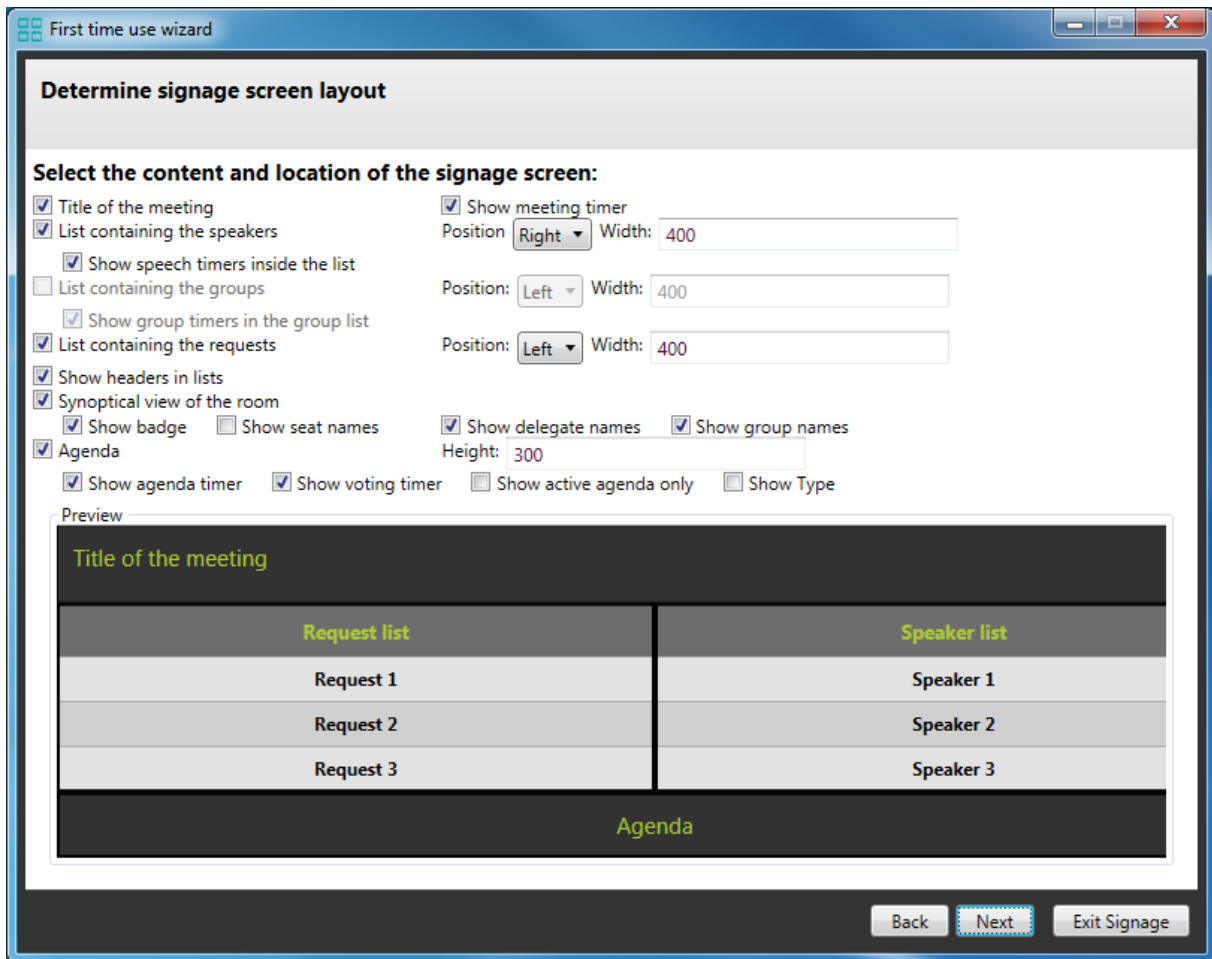 First time use wizard
Determine signage screen layout
Select the content and location of the signage screen:
Title of the meeting Show meeting timer
List containing the speakers Position Right Width: 400
Show speech timers inside the list
List containing the groups Position: Left Width: 400
Show group timers in the group list
List containing the requests Position: Left Width: 400
Show headers in lists
Synoptical view of the room
Show badge Show seat names Show delegate names Show group names
Agenda Height: 300
Show agenda timer Show voting timer Show active agenda only Show Type
Preview
Title of the meeting
Request list Speaker list
Request 1 Speaker 1
Request 2 Speaker 2
Request 3 Speaker 3
Agenda
Back Next Exit Signage